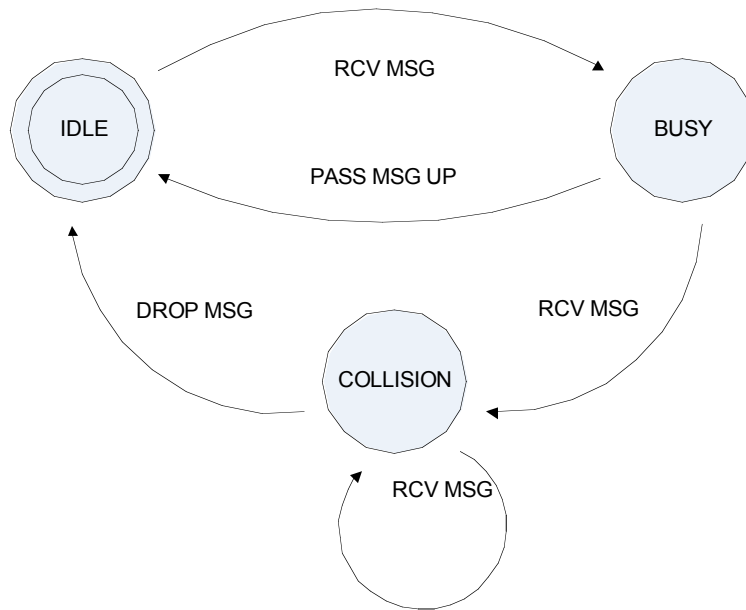 RCV MSG
IDLE
BUSY
PASS MSG UP
DROP MSG
RCV MSG
COLLISION
RCV MSG